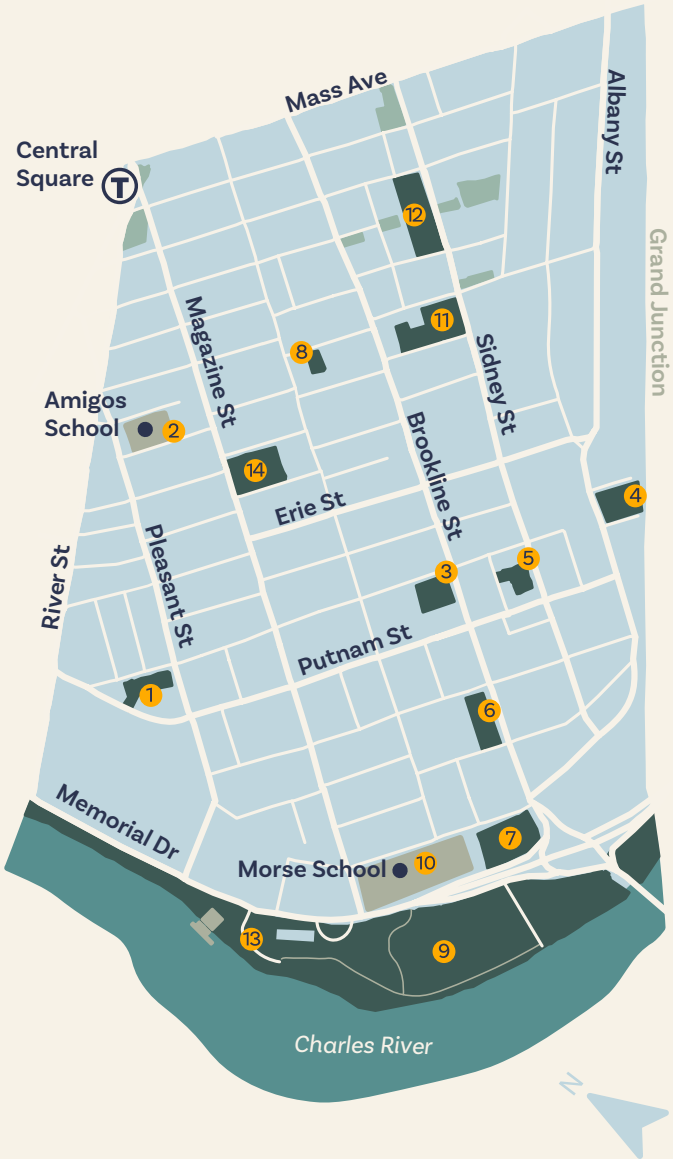 Mass Ave
Albany St
Central
Square
T
12
Grand Junction
11
Magazine St
8
Sidney St
Amigos
School
2
Brookline St
14
4
Erie St
Pleasant St
River St
5
3
Putnam St
1
6
Memorial Dr
7
Morse School
10
13
9
Charles River
N